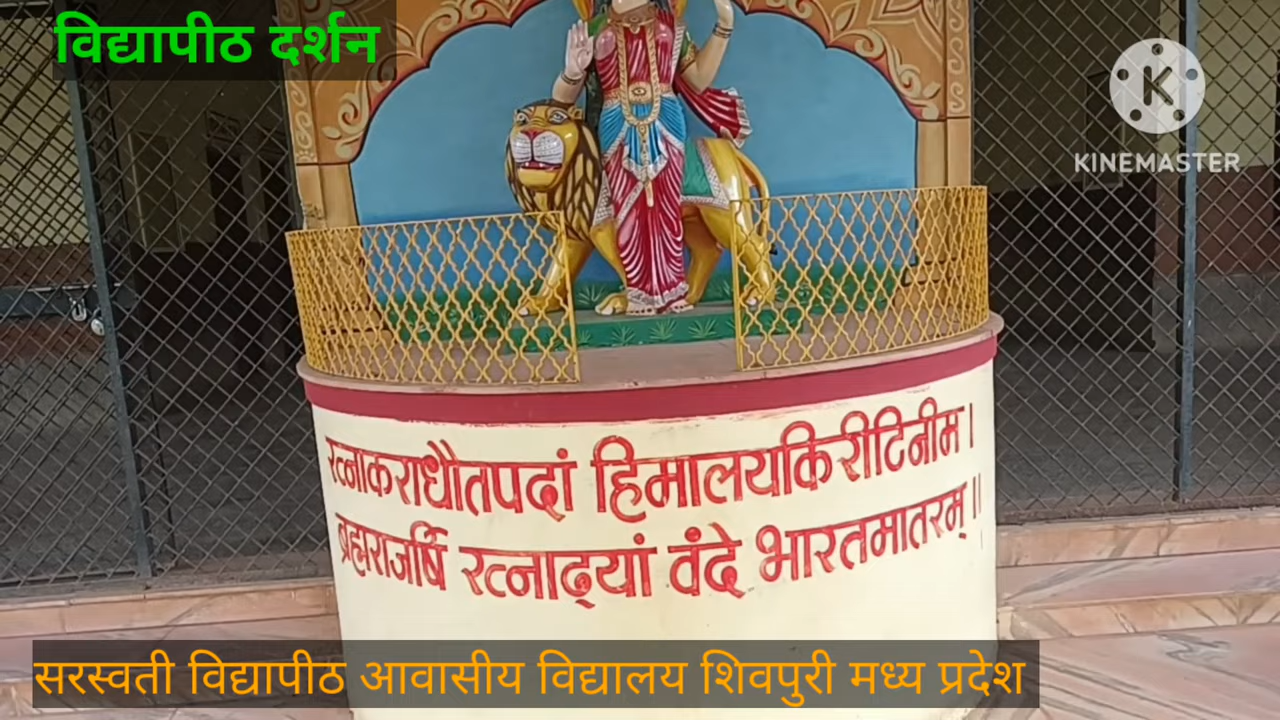 विद्यापीठ दर्शन
KINEMASTER
रत्नाकराधौतपदां हिमालयकिरीटिनीम।
ब्रह्मराजर्षि रत्नाढ्यां वंदे भारतमातरम्॥
सरस्वती विद्यापीठ आवासीय विद्यालय शिवपुरी मध्य प्रदेश